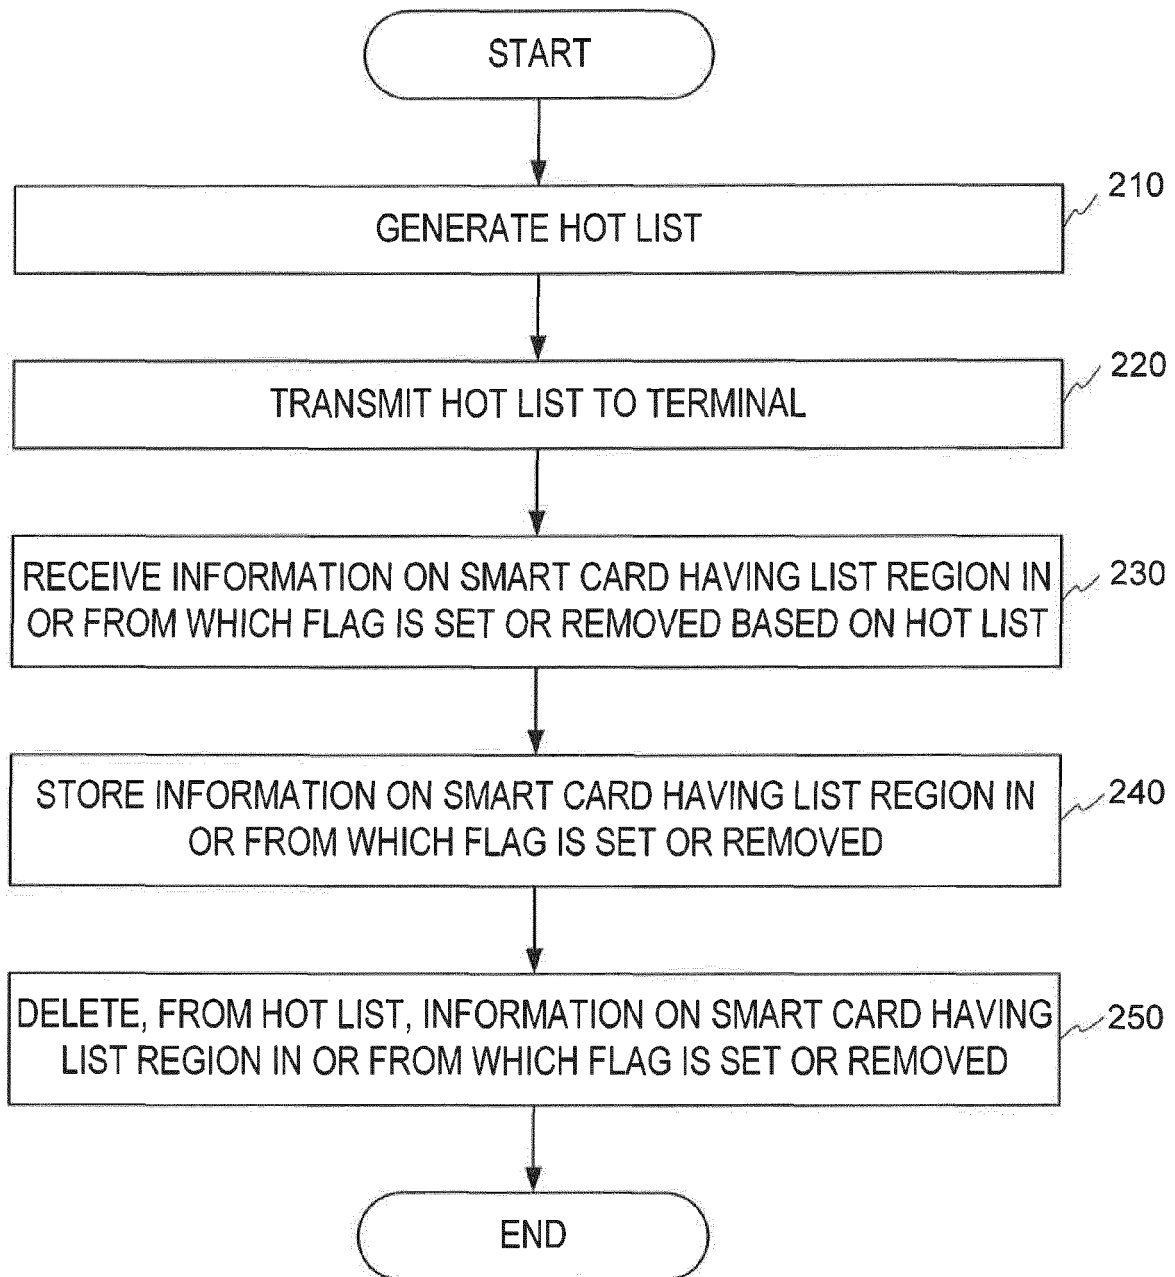 START
210
GENERATE HOT LIST
220
TRANSMIT HOT LIST TO TERMINAL
230
RECEIVE INFORMATION ON SMART CARD HAVING LIST REGION IN
OR FROM WHICH FLAG IS SET OR REMOVED BASED ON HOT LIST
240
STORE INFORMATION ON SMART CARD HAVING LIST REGION IN
OR FROM WHICH FLAG IS SET OR REMOVED
250
DELETE, FROM HOT LIST, INFORMATION ON SMART CARD HAVING
LIST REGION IN OR FROM WHICH FLAG IS SET OR REMOVED
END